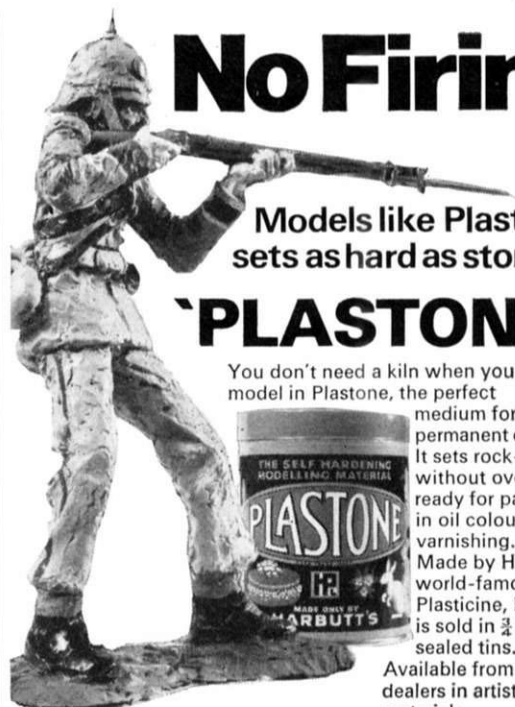 No Firin
Models like Plast
sets as hard as ston
'PLASTON
You don't need a kiln when you
model in Plastone, the perfect
medium for
permanent
It sets rock-
without ov
ready for pa
in oil colou
varnishing.
Made by H
world-famo
Plasticine,
is sold in ¾
sealed tins.
Available from
dealers in artist
THE SELF HARDENING
MODELLING MATERIAL
PLASTONE
HP
MADE ONLY BY
HARBUTT'S